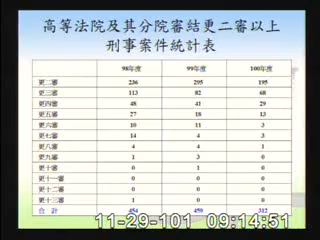 高等法院及其分院審結更二審以上
刑事案件統計表
98年度 99年度 100年度
更二審 236 295 195
更三審 113 82 68
更四審 48 41 29
更五審 27 18 13
更六審 10 11 3
更七審 14 4 3
更八審 4 4 1
更九審 1 3 0
更十審 0 1
更十一審 0 0
更十二審 0 0
更十三審 1 0
合 計 454 459 312
11-29-101 09:14:51